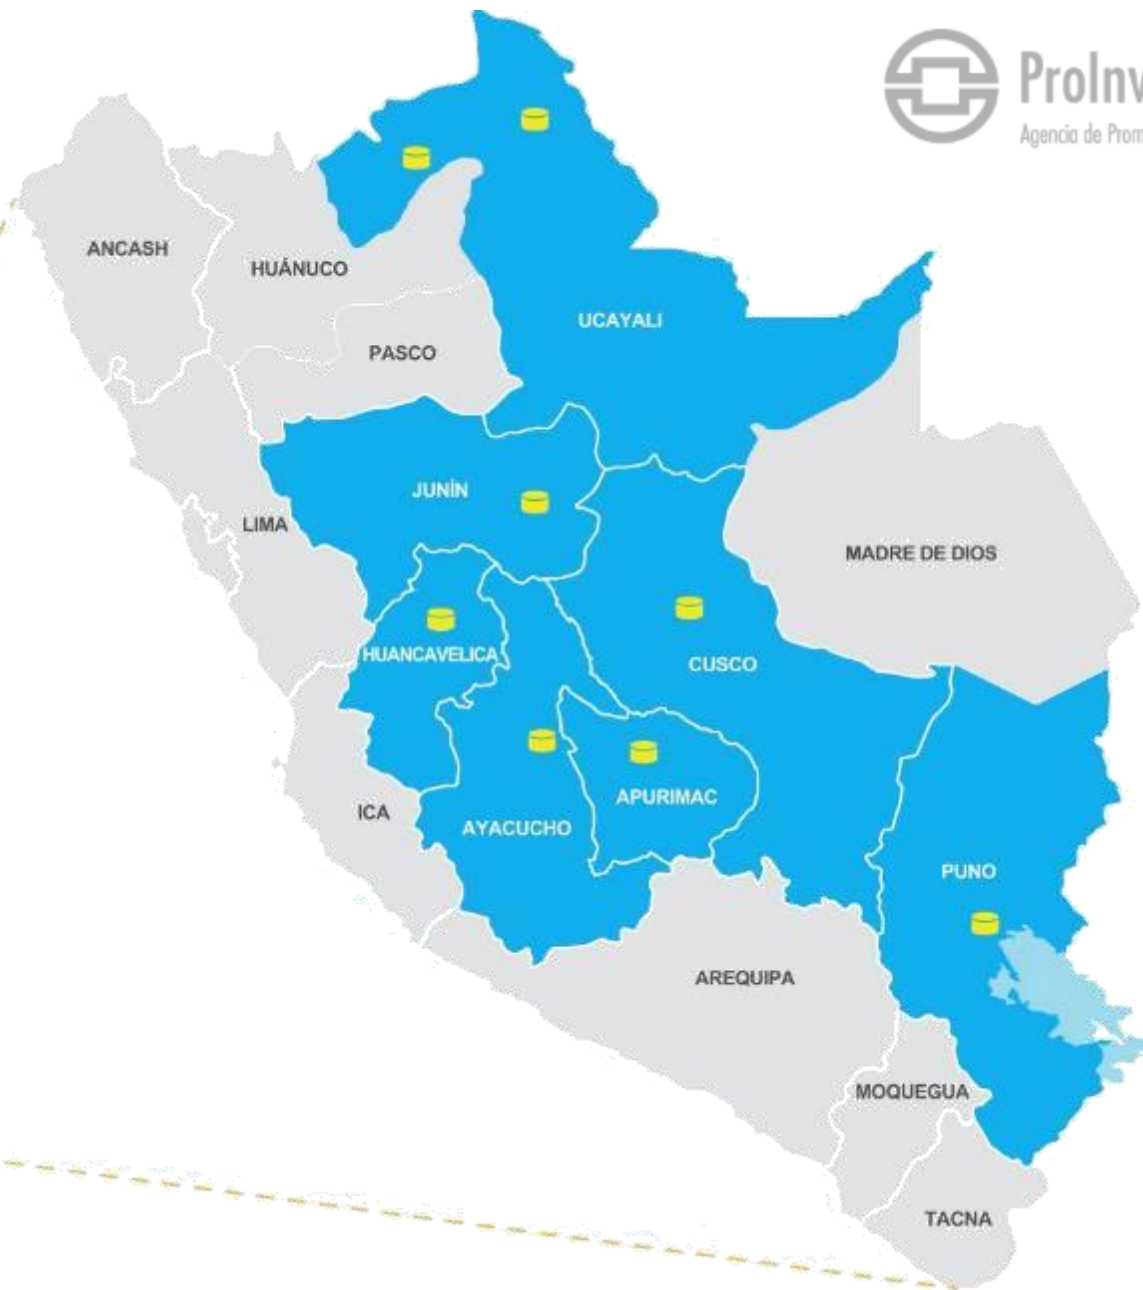 ProInv
Agencia de Prom
ANCASH
HUÁNUCO
UCAYALI
PASCO
JUNÍN
LIMA
MADRE DE DIOS
HUANCAVELICA
CUSCO
APURIMAC
ICA
AYACUCHO
PUNO
AREQUIPA
MOQUEGUA
TACNA